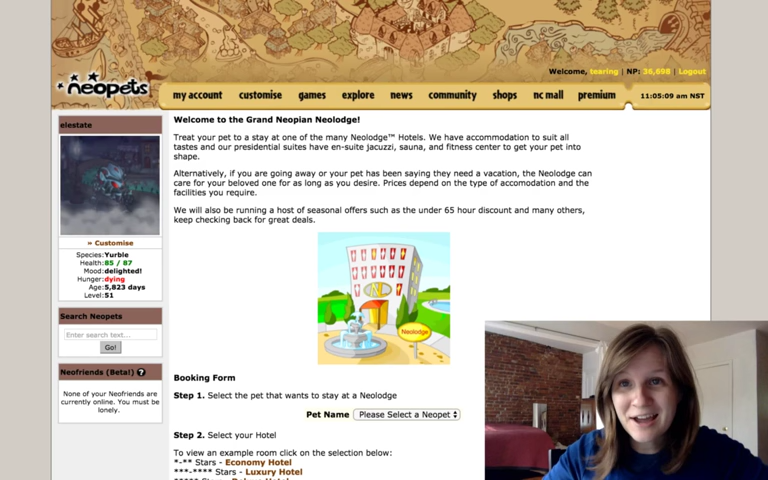 Welcome, tearing | NP: 36,698 | Logout
neopets
my account customise games explore news community shops nc mall premium 11:05:09 am NST
elestate
» Customise
Species: Yurble
Health: 85 / 87
Mood: delighted!
Hunger: dying
Age: 5,823 days
Level: 51
Search Neopets
Enter search text...
Go!
Neofriends (Beta!) ?
None of your Neofriends are
currently online. You must be
lonely.
Welcome to the Grand Neopian Neolodge!
Treat your pet to a stay at one of the many Neolodge™ Hotels. We have accommodation to suit all
tastes and our presidential suites have en-suite jacuzzi, sauna, and fitness center to get your pet into
shape.
Alternatively, if you are going away or your pet has been saying they need a vacation, the Neolodge can
care for your beloved one for as long as you desire. Prices depend on the type of accomodation and the
facilities you require.
We will also be running a host of seasonal offers such as the under 65 hour discount and many others,
keep checking back for great deals.
N
Neolodge
Booking Form
Step 1. Select the pet that wants to stay at a Neolodge
Pet Name Please Select a Neopet
Step 2. Select your Hotel
To view an example room click on the selection below:
*-** Stars - Economy Hotel
***-**** Stars - Luxury Hotel